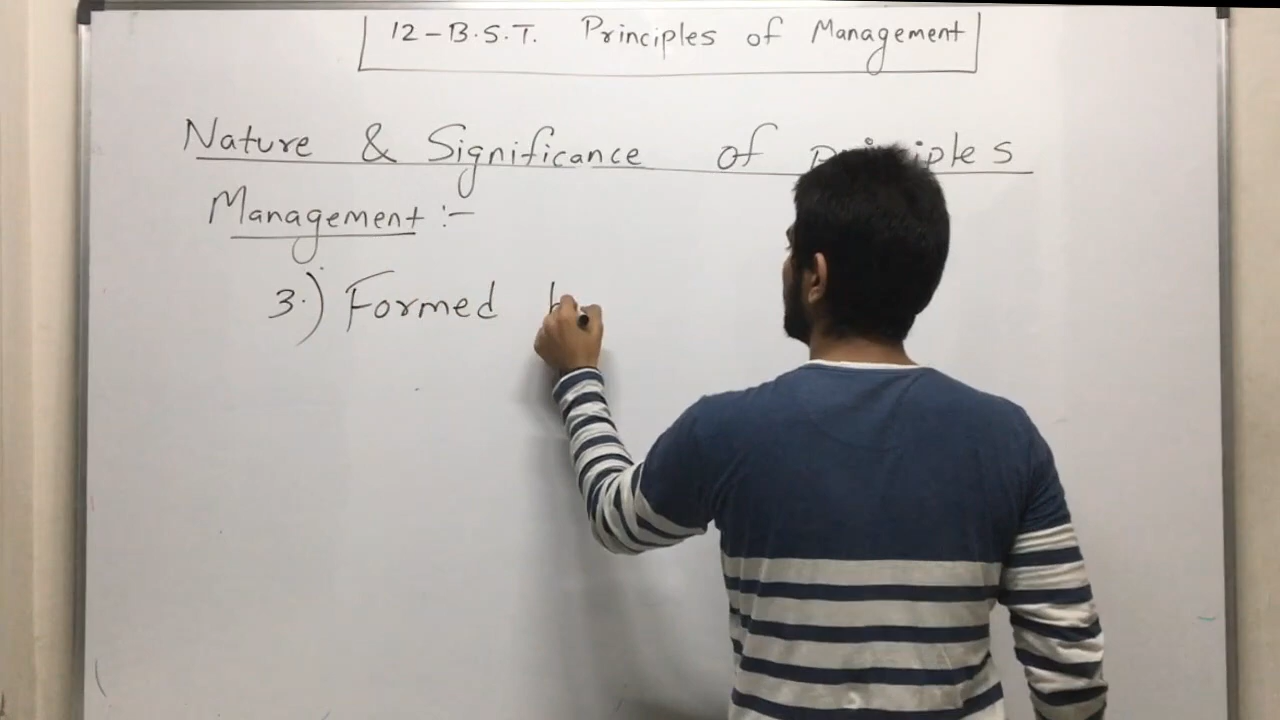 12-B.S.T. Principles of Management
Nature & Significance of principles
Management :-
3.) Formed